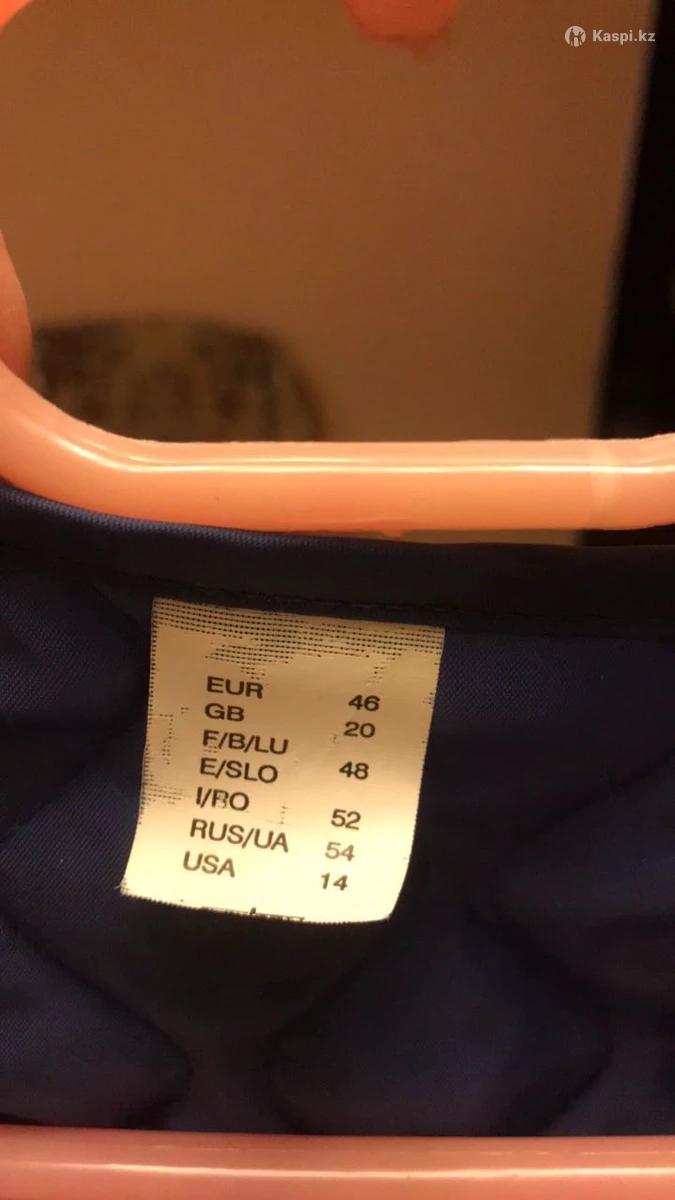 Kaspi.kz
EUR 46
GB 20
F/B/LU
E/SLO 48
I/RO 52
RUS/UA 54
USA 14